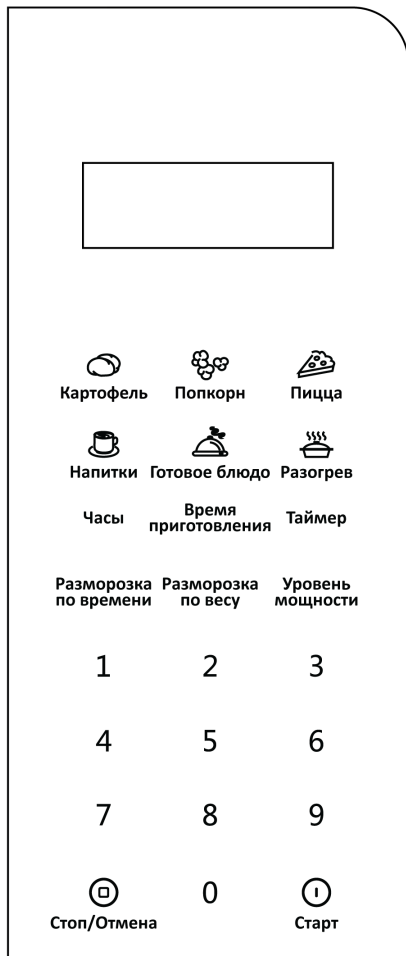 Картофель Попкорн Пицца
Напитки Готовое блюдо Разогрев
Часы Время приготовления Таймер
Разморозка по времени Разморозка по весу Уровень мощности
1 2 3
4 5 6
7 8 9
0
Стоп/Отмена Старт